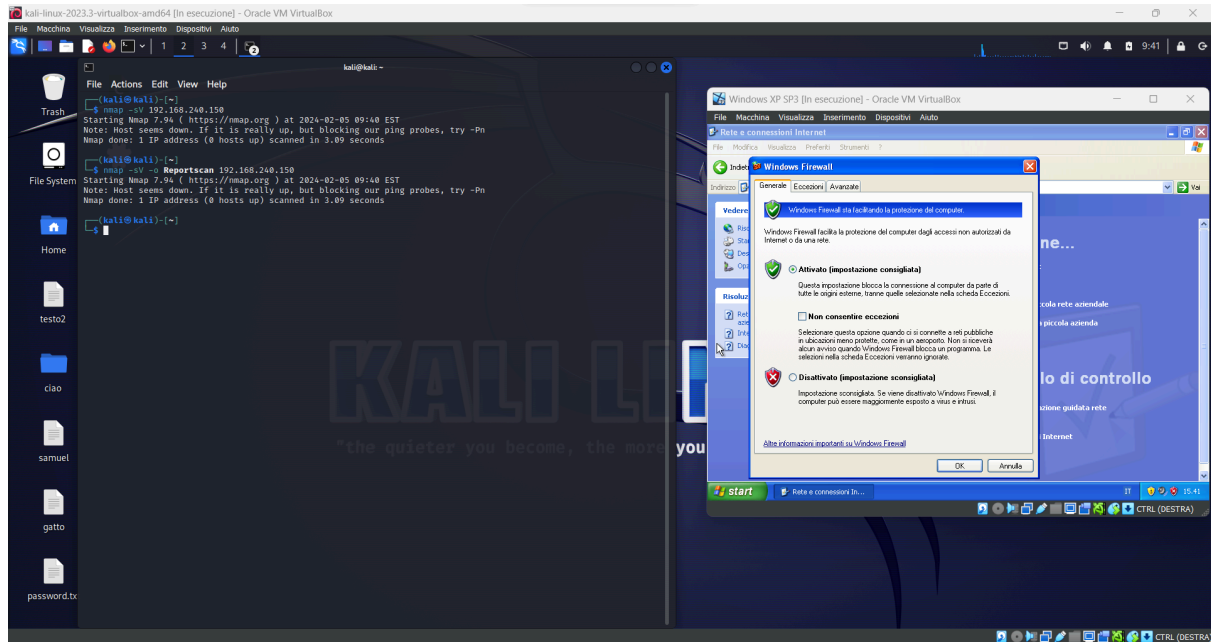 kali-linux-2023.3-virtualbox-amd64 [In esecuzione] - Oracle VM VirtualBox
File Macchina Visualizza Inserimento Dispositivi Aiuto
1 2 3 4
2
9:41
kali@kali: ~
File Actions Edit View Help
Trash
File System
Home
testo2
ciao
samuel
gatto
password.tx
┌──(kali㉿kali)-[~]
└─$ nmap -sV 192.168.240.150
Starting Nmap 7.94 ( https://nmap.org ) at 2024-02-05 09:40 EST
Note: Host seems down. If it is really up, but blocking our ping probes, try -Pn
Nmap done: 1 IP address (0 hosts up) scanned in 3.09 seconds
┌──(kali㉿kali)-[~]
└─$ nmap -sV -o Reportscan 192.168.240.150
Starting Nmap 7.94 ( https://nmap.org ) at 2024-02-05 09:40 EST
Note: Host seems down. If it is really up, but blocking our ping probes, try -Pn
Nmap done: 1 IP address (0 hosts up) scanned in 3.09 seconds
┌──(kali㉿kali)-[~]
└─$
KALI LI
"the quieter you become, the more you
Windows XP SP3 [In esecuzione] - Oracle VM VirtualBox
File Macchina Visualizza Inserimento Dispositivi Aiuto
Rete e connessioni Internet
File Modifica Visualizza Preferiti Strumenti ?
Indirizzo
Vai
Vedere
Risoluz
ne...
cola rete aziendale
piccola azienda
lo di controllo
azione guidata rete
Internet
Windows Firewall
Generale Eccezioni Avanzate
Windows Firewall sta facilitando la protezione del computer.
Windows Firewall facilita la protezione del computer dagli accessi non autorizzati da
Internet o da una rete.
Attivato (impostazione consigliata)
Questa impostazione blocca la connessione al computer da parte di
tutte le origini esterne, tranne quelle selezionate nella scheda Eccezioni.
Non consentire eccezioni
Selezionare questa opzione quando ci si connette a reti pubbliche
in ubicazioni meno protette, come in un aeroporto. Non si riceverà
alcun avviso quando Windows Firewall blocca un programma. Le
selezioni nella scheda Eccezioni verranno ignorate.
Disattivato (impostazione sconsigliata)
Impostazione sconsigliata. Se viene disattivato Windows Firewall, il
computer può essere maggiormente esposto a virus e intrusi.
Altre informazioni importanti su Windows Firewall
OK Annulla
start Rete e connessioni In... IT 15.41
CTRL (DESTRA)
CTRL (DESTRA